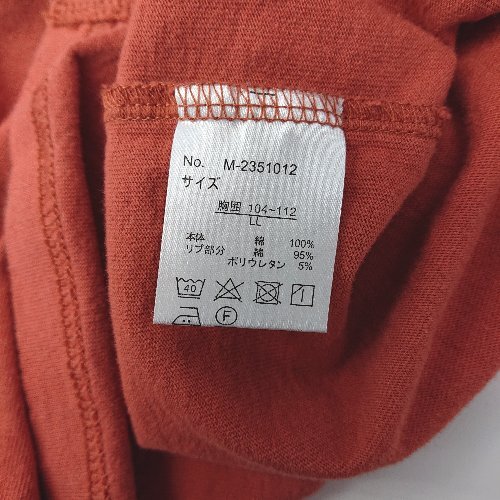 No. M-2351012
サイズ
胸囲 104~112
LL
本体 綿 100%
リブ部分 綿 95%
ポリウレタン 5%
40
F